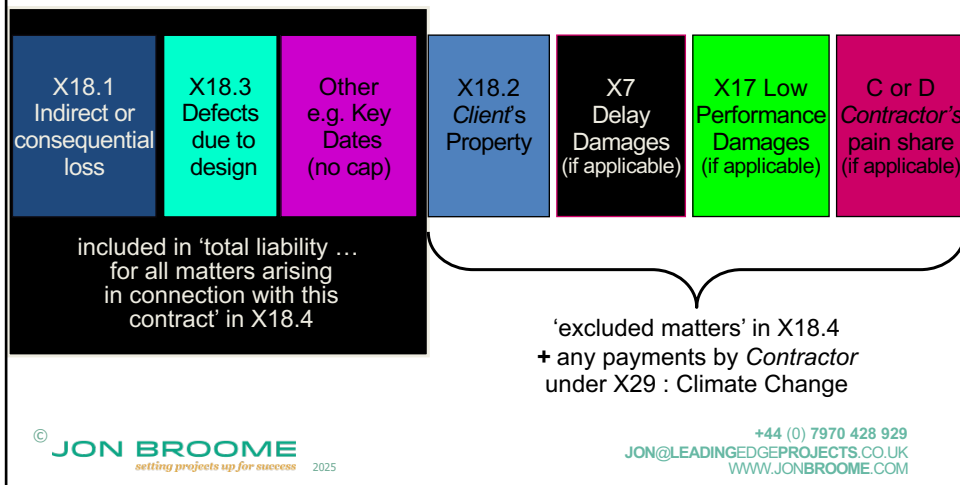 X18.1
Indirect or
consequential
loss
X18.3
Defects
due to
design
Other
e.g. Key
Dates
(no cap)
X18.2
Client's
Property
X7
Delay
Damages
(if applicable)
X17 Low
Performance
Damages
(if applicable)
C or D
Contractor's
pain share
(if applicable)
included in ‘total liability …
for all matters arising
in connection with this
contract’ in X18.4
‘excluded matters’ in X18.4
+ any payments by Contractor
under X29 : Climate Change
©
JON BROOME
setting projects up for success
2025
+44 (0) 7970 428 929
JON@LEADINGEDGEPROJECTS.CO.UK
WWW.JONBROOME.COM